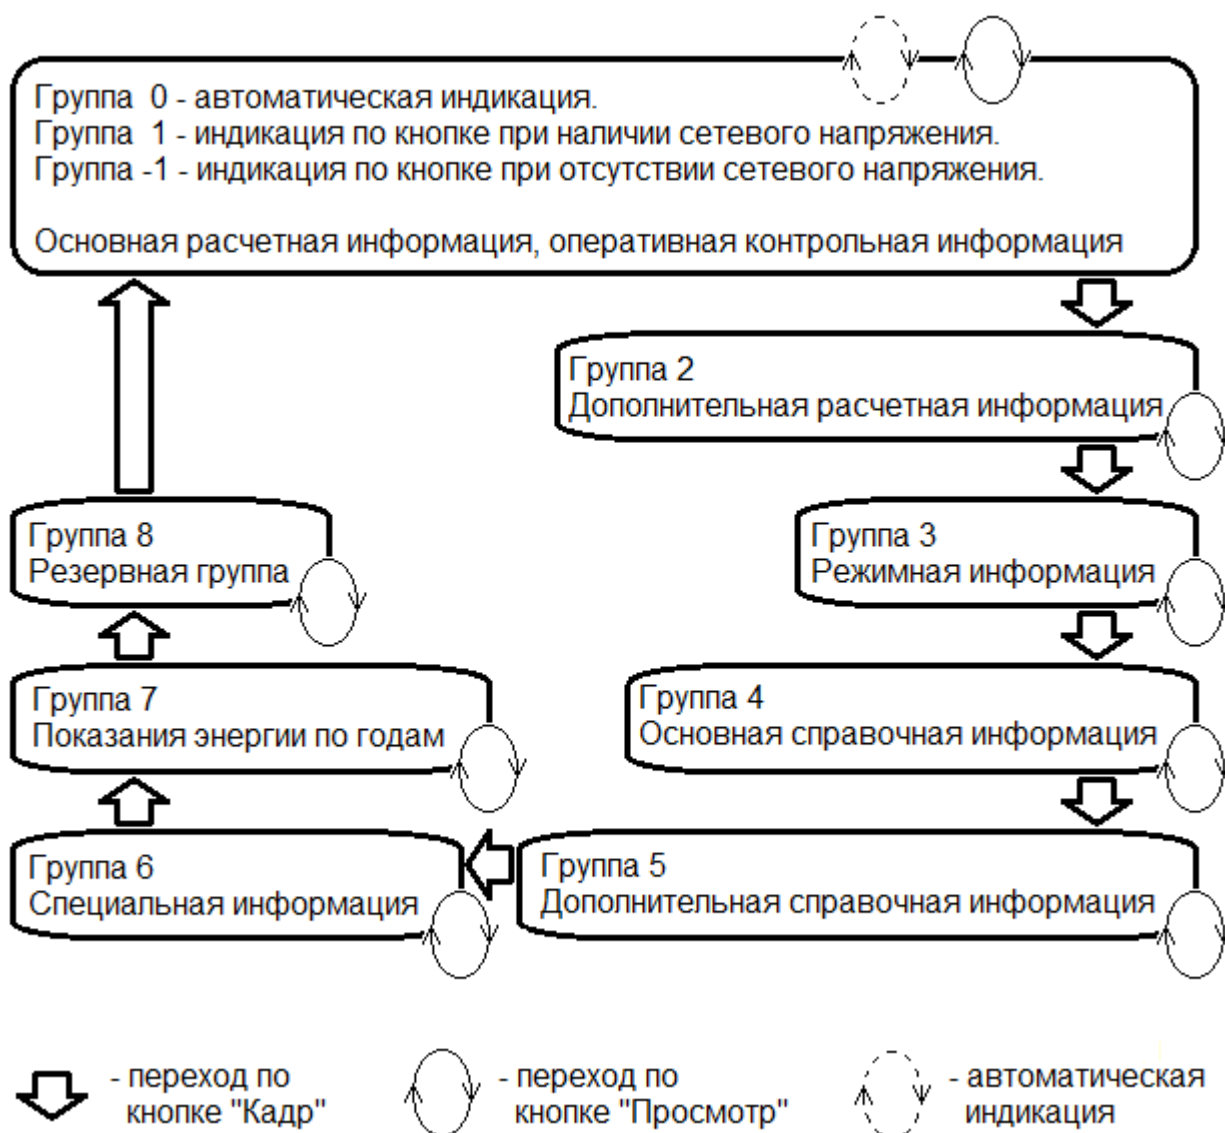 Группа  0 - автоматическая индикация.
Группа  1 - индикация по кнопке при наличии сетевого напряжения.
Группа -1 - индикация по кнопке при отсутствии сетевого напряжения.
Основная расчетная информация, оперативная контрольная информация
Группа 2
Дополнительная расчетная информация
Группа 3
Режимная информация
Группа 4
Основная справочная информация
Группа 5
Дополнительная справочная информация
Группа 6
Специальная информация
Группа 7
Показания энергии по годам
Группа 8
Резервная группа
- переход по
кнопке "Кадр"
- переход по
кнопке "Просмотр"
- автоматическая
индикация